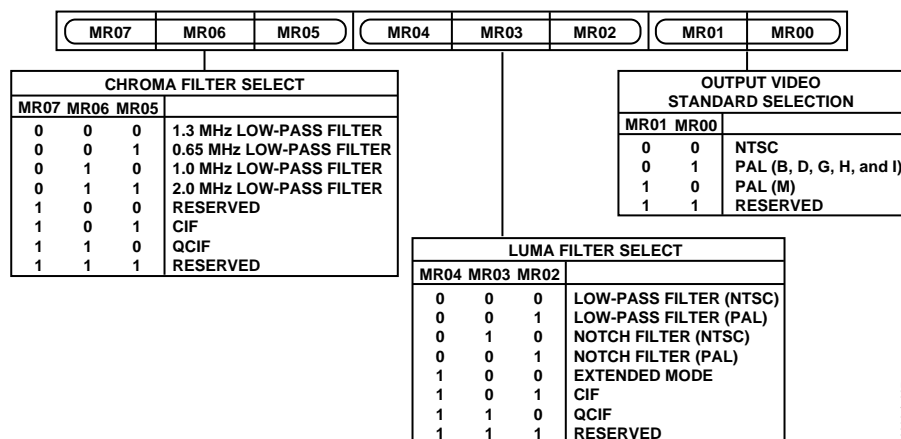 MR07 MR06 MR05 MR04 MR03 MR02 MR01 MR00
CHROMA FILTER SELECT
MR07 MR06 MR05
0 0 0 1.3 MHz LOW-PASS FILTER
0 0 1 0.65 MHz LOW-PASS FILTER
0 1 0 1.0 MHz LOW-PASS FILTER
0 1 1 2.0 MHz LOW-PASS FILTER
1 0 0 RESERVED
1 0 1 CIF
1 1 0 QCIF
1 1 1 RESERVED
OUTPUT VIDEO
STANDARD SELECTION
MR01 MR00
0 0 NTSC
0 1 PAL (B, D, G, H, and I)
1 0 PAL (M)
1 1 RESERVED
LUMA FILTER SELECT
MR04 MR03 MR02
0 0 0 LOW-PASS FILTER (NTSC)
0 0 1 LOW-PASS FILTER (PAL)
0 1 0 NOTCH FILTER (NTSC)
0 0 1 NOTCH FILTER (PAL)
1 0 0 EXTENDED MODE
1 0 1 CIF
1 1 0 QCIF
1 1 1 RESERVED